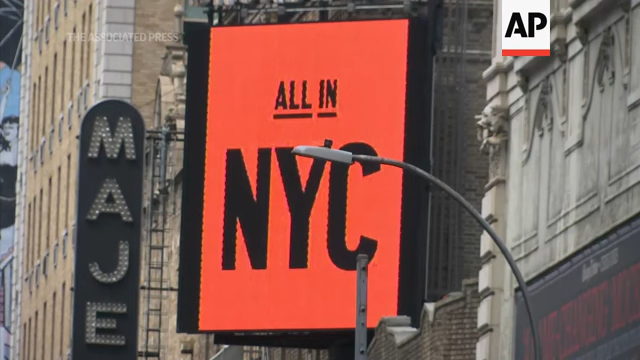 THE ASSOCIATED PRESS
AP
ALL IN
NYC
MAJE